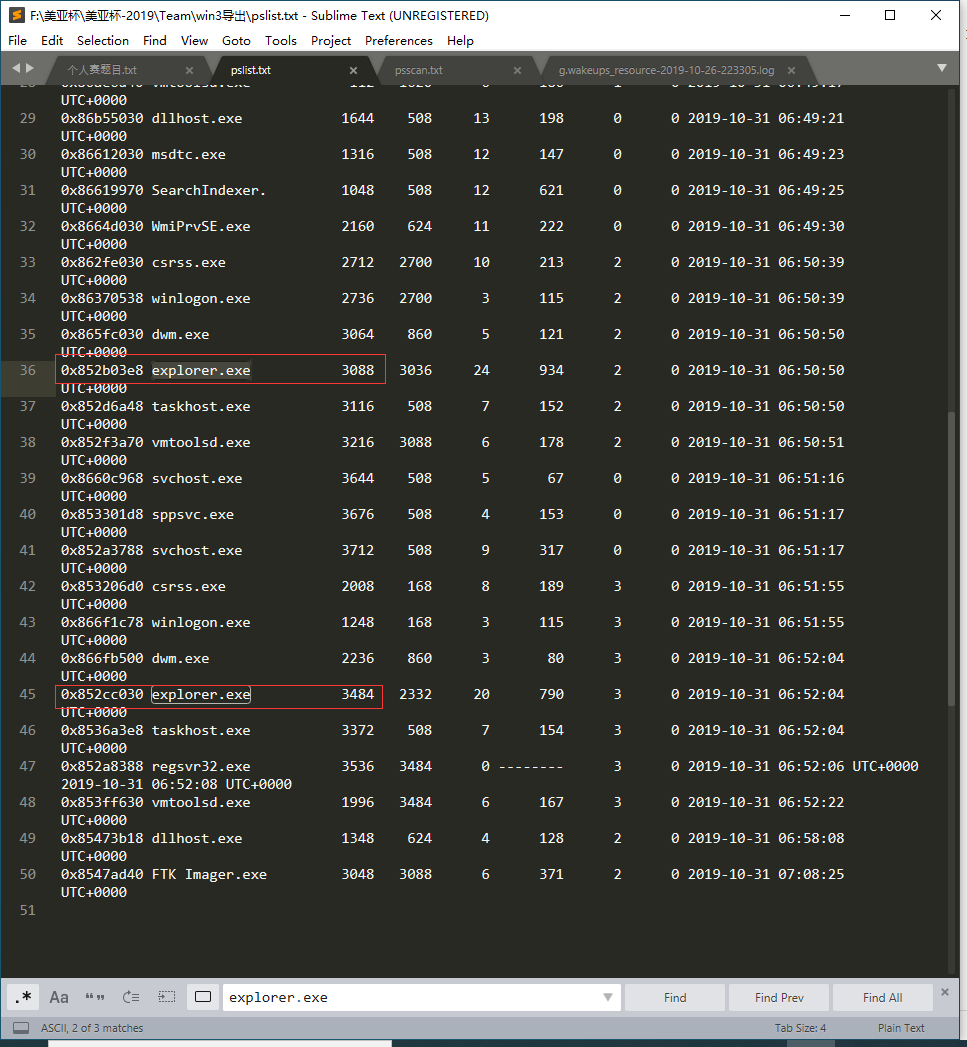 F:\美亚杯\美亚杯-2019\Team\win3导出\pslist.txt - Sublime Text (UNREGISTERED)
File Edit Selection Find View Goto Tools Project Preferences Help
个人赛题目.txt × pslist.txt × psscan.txt × g.wakeups_resource-2019-10-26-223305.log ×
UTC+0000
29 0x86b55030 dllhost.exe 1644 508 13 198 0 0 2019-10-31 06:49:21
UTC+0000
30 0x86612030 msdtc.exe 1316 508 12 147 0 0 2019-10-31 06:49:23
UTC+0000
31 0x86619970 SearchIndexer. 1048 508 12 621 0 0 2019-10-31 06:49:25
UTC+0000
32 0x8664d030 WmiPrvSE.exe 2160 624 11 222 0 0 2019-10-31 06:49:30
UTC+0000
33 0x862fe030 csrss.exe 2712 2700 10 213 2 0 2019-10-31 06:50:39
UTC+0000
34 0x86370538 winlogon.exe 2736 2700 3 115 2 0 2019-10-31 06:50:39
UTC+0000
35 0x865fc030 dwm.exe 3064 860 5 121 2 0 2019-10-31 06:50:50
UTC+0000
36 0x852b03e8 explorer.exe 3088 3036 24 934 2 0 2019-10-31 06:50:50
UTC+0000
37 0x852d6a48 taskhost.exe 3116 508 7 152 2 0 2019-10-31 06:50:50
UTC+0000
38 0x852f3a70 vmtoolsd.exe 3216 3088 6 178 2 0 2019-10-31 06:50:51
UTC+0000
39 0x8660c968 svchost.exe 3644 508 5 67 0 0 2019-10-31 06:51:16
UTC+0000
40 0x853301d8 sppsvc.exe 3676 508 4 153 0 0 2019-10-31 06:51:17
UTC+0000
41 0x852a3788 svchost.exe 3712 508 9 317 0 0 2019-10-31 06:51:17
UTC+0000
42 0x853206d0 csrss.exe 2008 168 8 189 3 0 2019-10-31 06:51:55
UTC+0000
43 0x866f1c78 winlogon.exe 1248 168 3 115 3 0 2019-10-31 06:51:55
UTC+0000
44 0x866fb500 dwm.exe 2236 860 3 80 3 0 2019-10-31 06:52:04
UTC+0000
45 0x852cc030 explorer.exe 3484 2332 20 790 3 0 2019-10-31 06:52:04
UTC+0000
46 0x8536a3e8 taskhost.exe 3372 508 7 154 3 0 2019-10-31 06:52:04
UTC+0000
47 0x852a8388 regsvr32.exe 3536 3484 0 -------- 3 0 2019-10-31 06:52:06 UTC+0000
2019-10-31 06:52:08 UTC+0000
48 0x853ff630 vmtoolsd.exe 1996 3484 6 167 3 0 2019-10-31 06:52:22
UTC+0000
49 0x85473b18 dllhost.exe 1348 624 4 128 2 0 2019-10-31 06:58:08
UTC+0000
50 0x8547ad40 FTK Imager.exe 3048 3088 6 371 2 0 2019-10-31 07:08:25
UTC+0000
51
.* Aa “” explorer.exe Find Find Prev Find All ×
ASCII, 2 of 3 matches Tab Size: 4 Plain Text